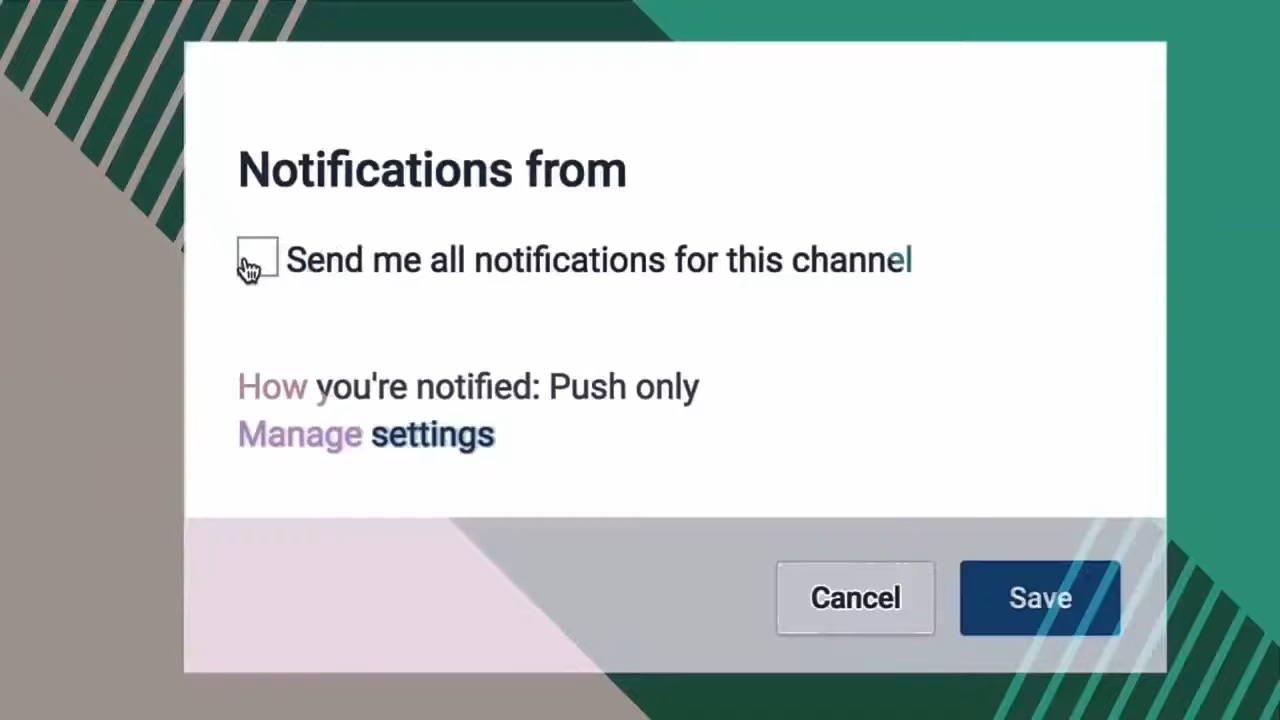 Notifications from
Send me all notifications for this channel
How you're notified: Push only
Manage settings
Cancel
Save